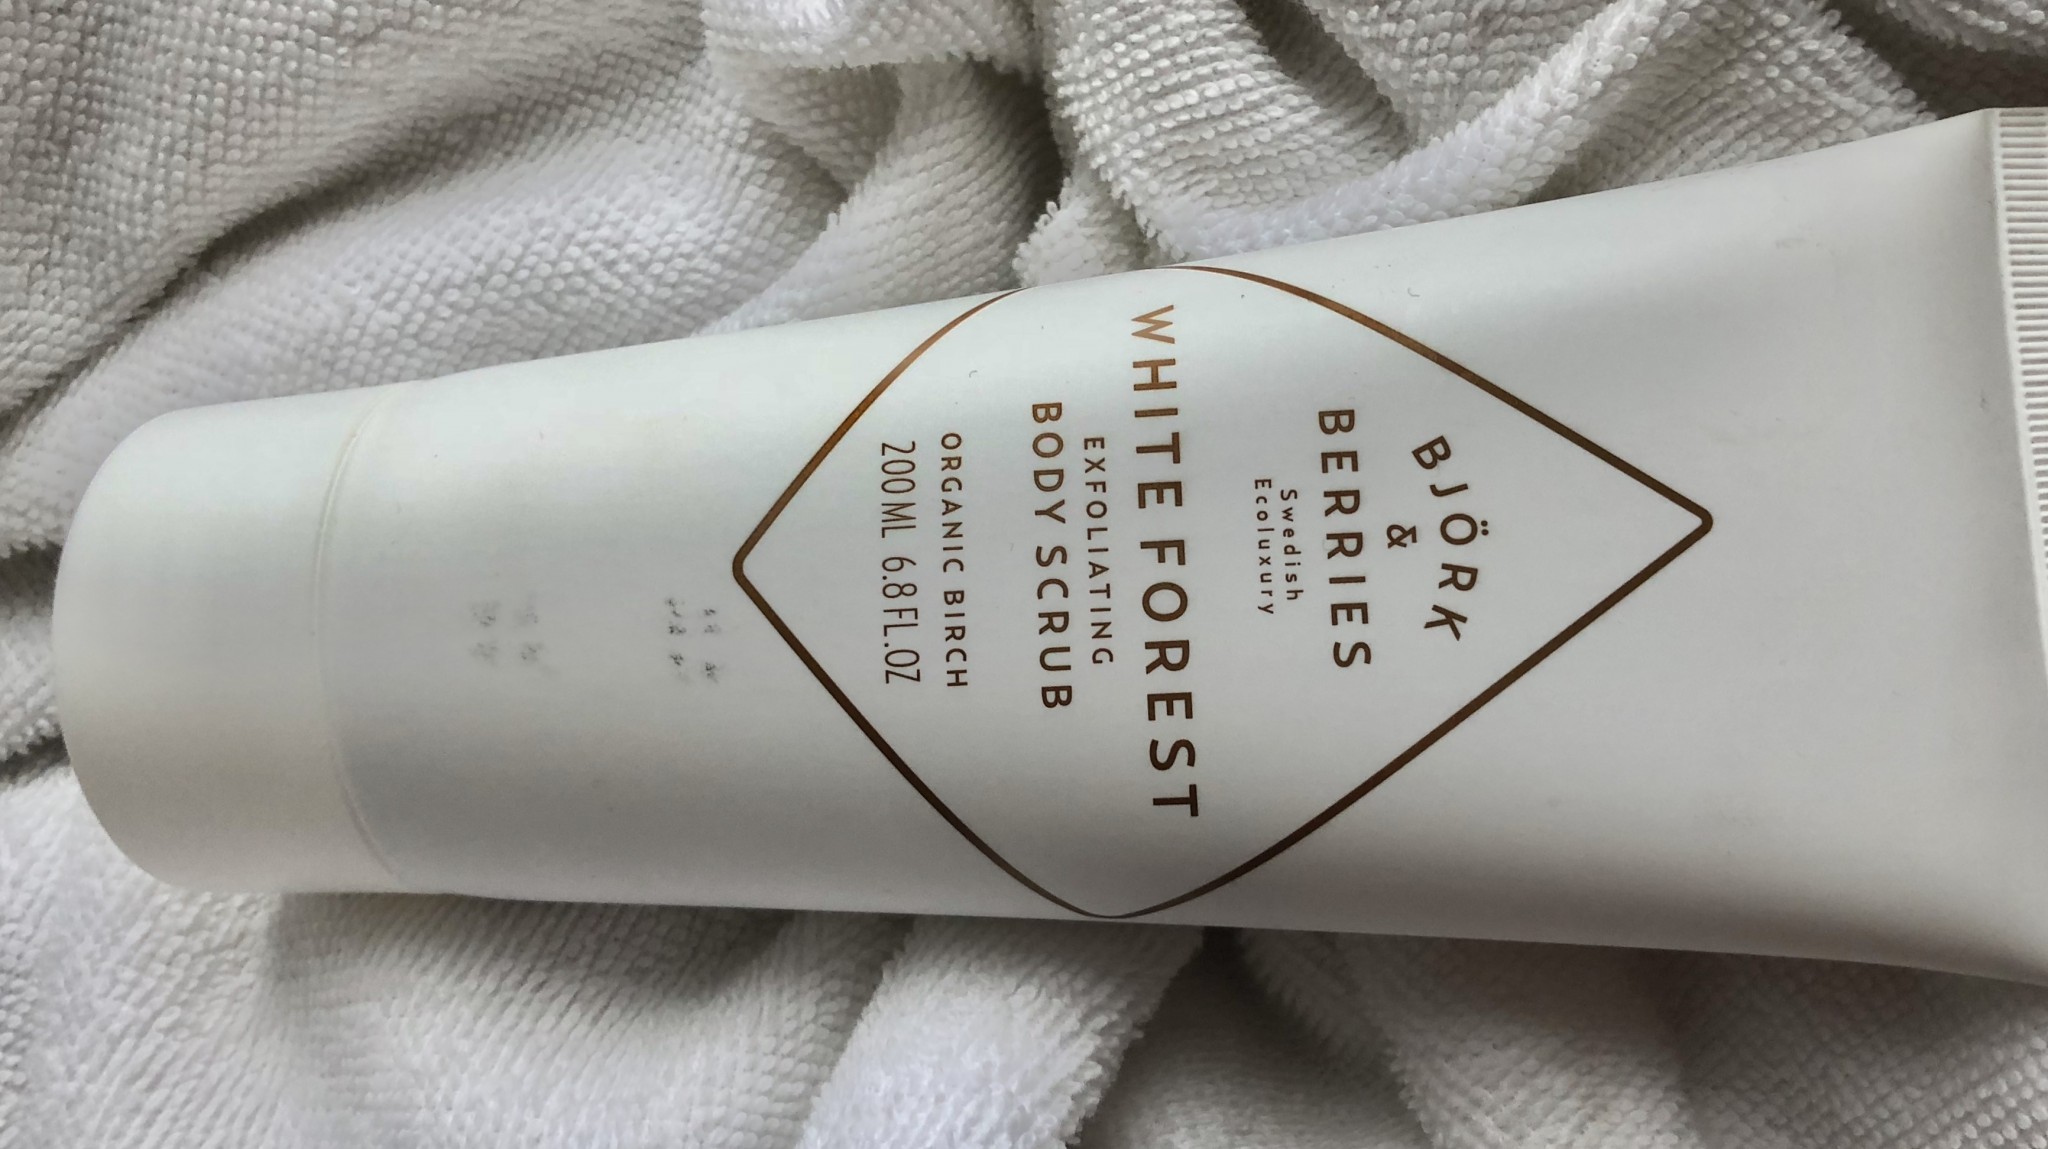 BJÖRK
&
BERRIES
Swedish
Ecoluxury
WHITE FOREST
EXFOLIATING
BODY SCRUB
ORGANIC BIRCH
200 ML 6.8 FL.OZ